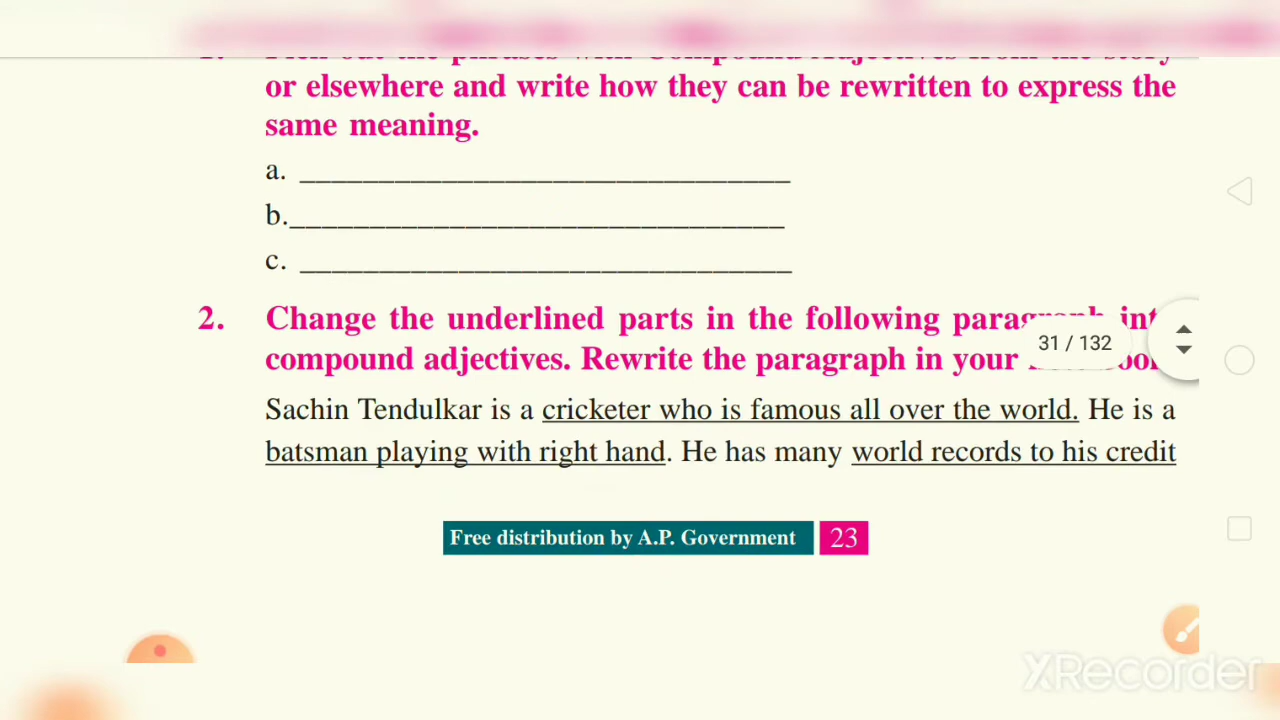 or elsewhere and write how they can be rewritten to express the
same meaning.
a. ______________________________
b.______________________________
c. ______________________________
2. Change the underlined parts in the following
31 / 132
compound adjectives. Rewrite the paragraph in your
Sachin Tendulkar is a cricketer who is famous all over the world. He is a
batsman playing with right hand. He has many world records to his credit
Free distribution by A.P. Government 23
XRecorder